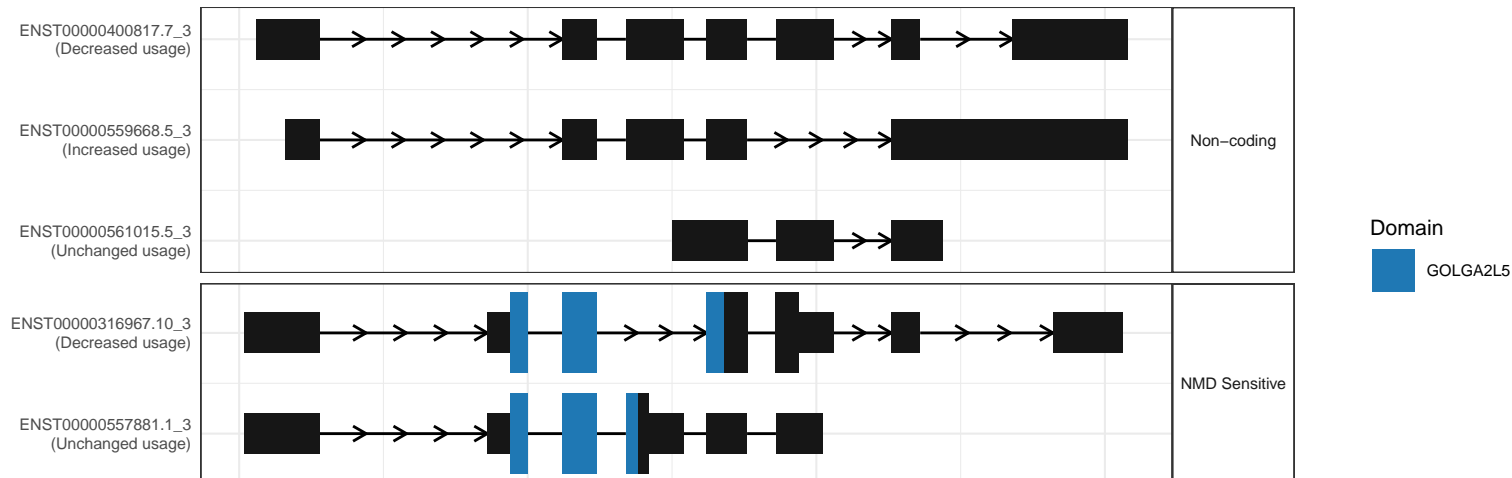 ENST00000400817.7_3
(Decreased usage)
ENST00000559668.5_3
(Increased usage)
Non−coding
ENST00000561015.5_3
(Unchanged usage)
Domain
GOLGA2L5
ENST00000316967.10_3
(Decreased usage)
NMD Sensitive
ENST00000557881.1_3
(Unchanged usage)